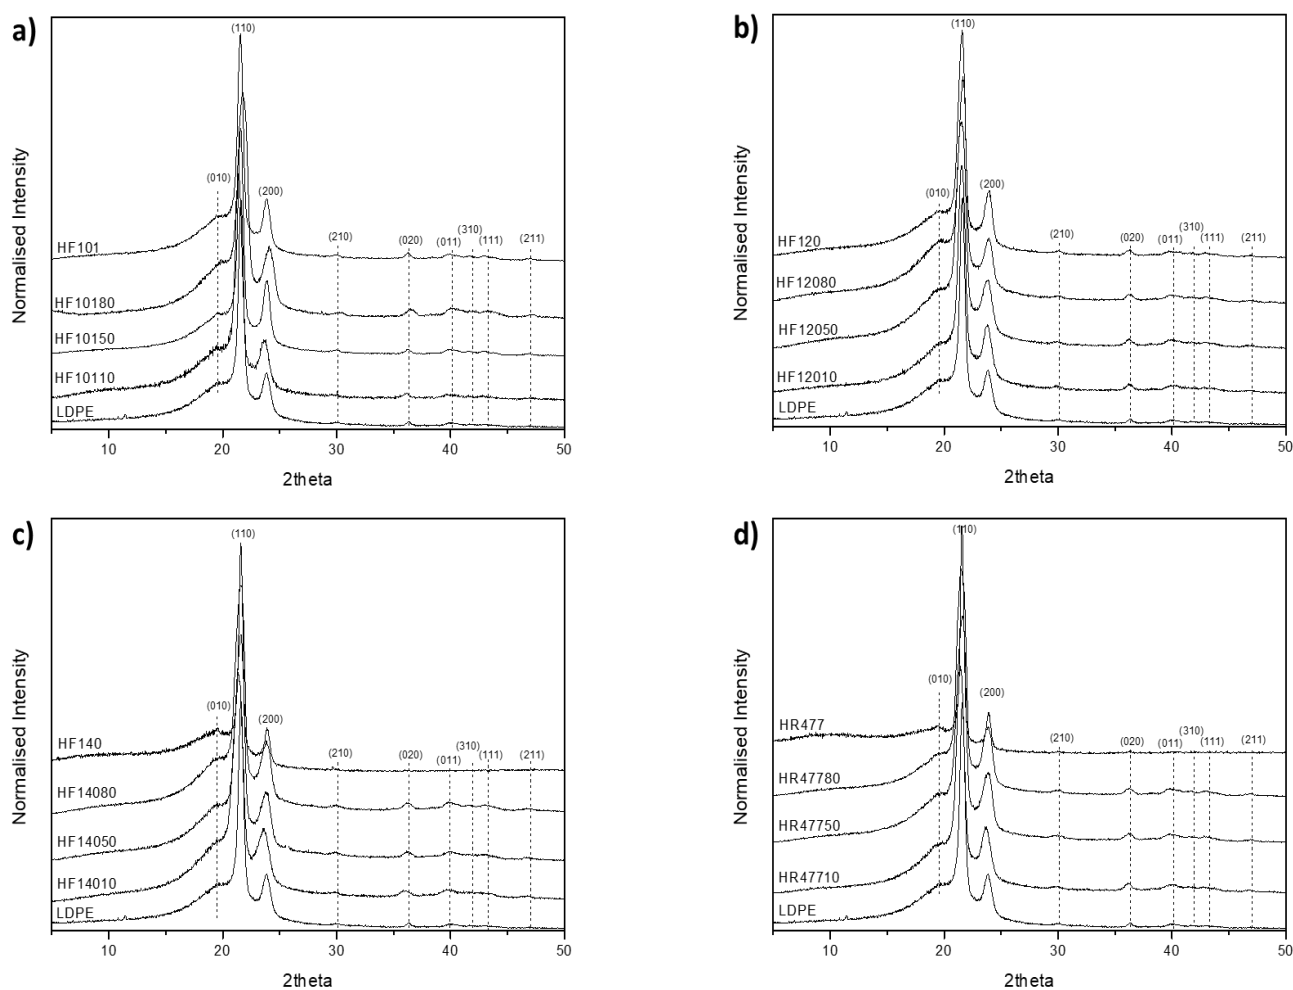 a)
Normalised Intensity
(110)
(010)
(200)
(210)
(020)
(011)
(310)
(111)
(211)
HF101
HF10180
HF10150
HF10110
LDPE
10
20
30
40
50
2theta
b)
Normalised Intensity
(110)
(010)
(200)
(210)
(020)
(011)
(310)
(111)
(211)
HF120
HF12080
HF12050
HF12010
LDPE
10
20
30
40
50
2theta
c)
Normalised Intensity
(110)
(010)
(200)
(210)
(020)
(011)
(310)
(111)
(211)
HF140
HF14080
HF14050
HF14010
LDPE
10
20
30
40
50
2theta
d)
Normalised Intensity
(110)
(010)
(200)
(210)
(020)
(011)
(310)
(111)
(211)
HR477
HR47780
HR47750
HR47710
LDPE
10
20
30
40
50
2theta